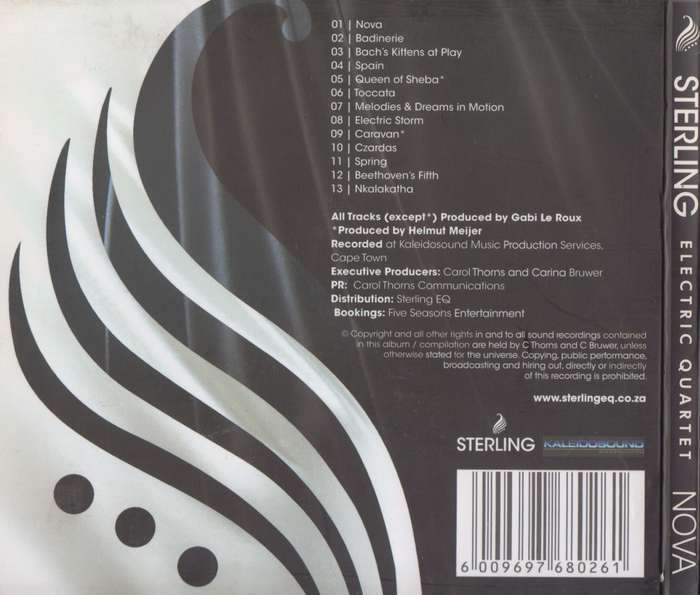 01 | Nova
02 | Badinerie
03 | Bach's Kittens at Play
04 | Spain
05 | Queen of Sheba*
06 | Toccata
07 | Melodies & Dreams in Motion
08 | Electric Storm
09 | Caravan*
10 | Czardas
11 | Spring
12 | Beethoven's Fifth
13 | Nkalakatha
All Tracks (except*) Produced by Gabi Le Roux
*Produced by Helmut Meijer
Recorded at Kaleidosound Music Production Services,
Cape Town
Executive Producers: Carol Thorns and Carina Bruwer
PR: Carol Thorns Communications
Distribution: Sterling EQ
Bookings: Five Seasons Entertainment
© Copyright and all other rights in and to all sound recordings contained
in this album / compilation are held by C Thorns and C Bruwer, unless
otherwise stated for the universe. Copying, public performance,
broadcasting and hiring out, directly or indirectly
of this recording is prohibited.
www.sterlingeq.co.za
STERLING
KALEIDOSOUND
6 009697 680261
STERLING ELECTRIC QUARTET NOVA